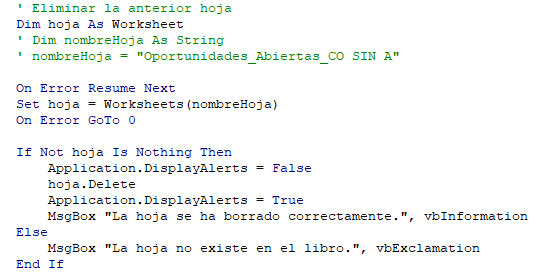 ' Eliminar la anterior hoja
Dim hoja As Worksheet
' Dim nombreHoja As String
' nombreHoja = "Oportunidades_Abiertas_CO SIN A"

On Error Resume Next
Set hoja = Worksheets(nombreHoja)
On Error GoTo 0

If Not hoja Is Nothing Then
    Application.DisplayAlerts = False
    hoja.Delete
    Application.DisplayAlerts = True
    MsgBox "La hoja se ha borrado correctamente.", vbInformation
Else
    MsgBox "La hoja no existe en el libro.", vbExclamation
End If